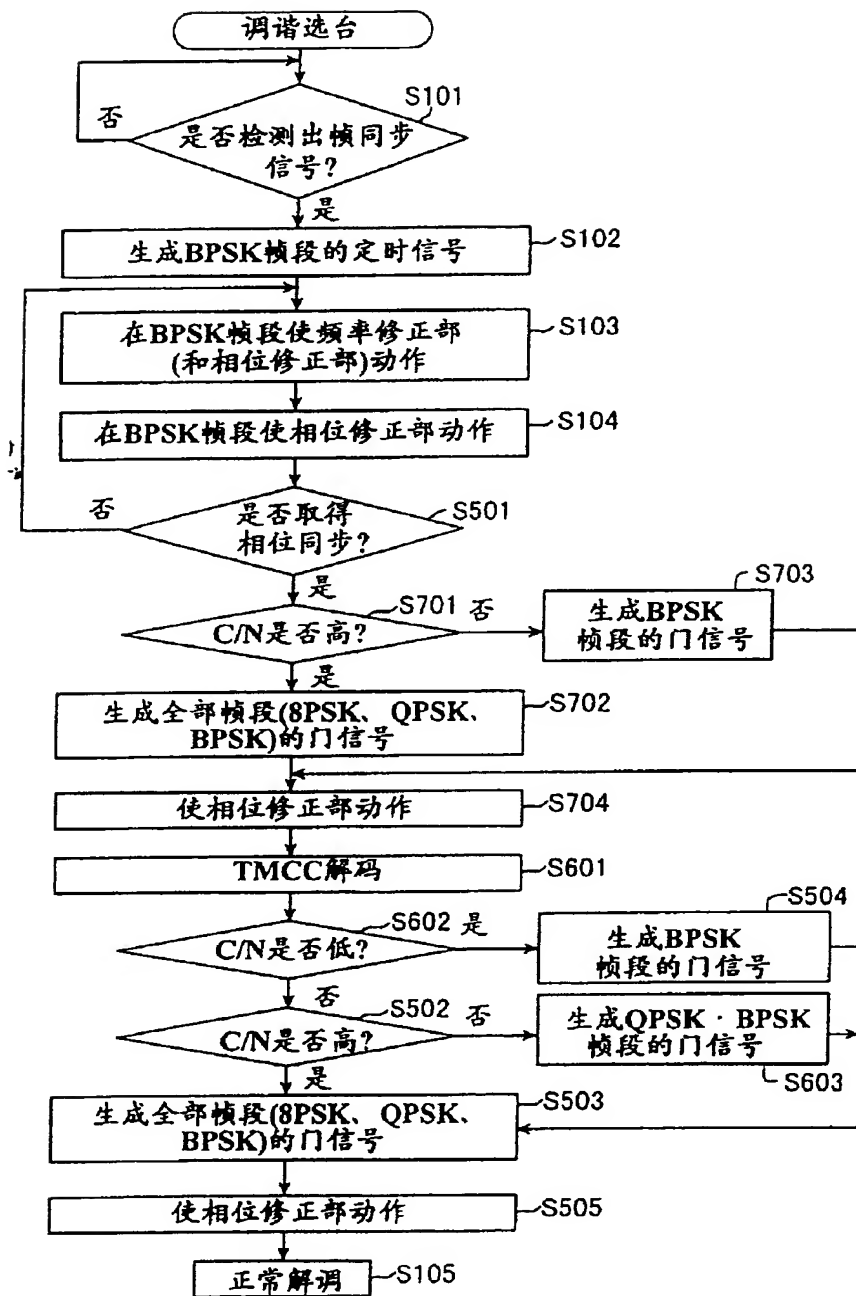 调谐选台
S101
否
是否检测出帧同步
信号?
是
生成BPSK帧段的定时信号
S102
在BPSK帧段使频率修正部
(和相位修正部)动作
S103
在BPSK帧段使相位修正部动作
S104
否
是否取得
相位同步?
S501
是
C/N是否高?
S701
否
生成BPSK
帧段的门信号
S703
是
生成全部帧段(8PSK、QPSK、
BPSK)的门信号
S702
使相位修正部动作
S704
TMCC解码
S601
C/N是否低?
S602
是
生成BPSK
帧段的门信号
S504
否
C/N是否高?
S502
否
生成QPSK·BPSK
帧段的门信号
S603
是
生成全部帧段(8PSK、QPSK、
BPSK)的门信号
S503
使相位修正部动作
S505
正常解调
S105